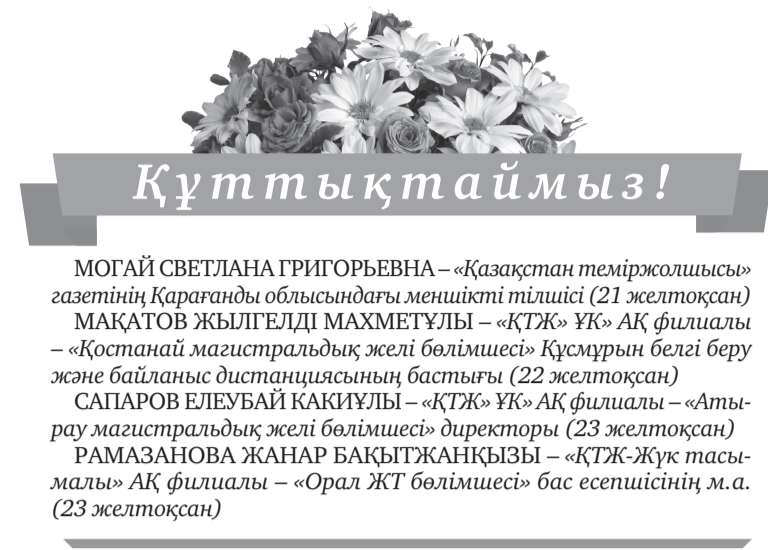 Құттықтаймыз!
МОГАЙ СВЕТЛАНА ГРИГОРЬЕВНА – «Қазақстан теміржолшысы»
газетінің Қарағанды облысындағы меншікті тілшісі (21 желтоқсан)
МАҚАТОВ ЖЫЛГЕЛДІ МАХМЕТҰЛЫ – «ҚТЖ» ҰК» АҚ филиалы
– «Қостанай магистральдық желі бөлімшесі» Құсмұрын белгі беру
және байланыс дистанциясының бастығы (22 желтоқсан)
САПАРОВ ЕЛЕУБАЙ КАКИҰЛЫ – «ҚТЖ» ҰК» АҚ филиалы – «Аты-
рау магистральдық желі бөлімшесі» директоры (23 желтоқсан)
РАМАЗАНОВА ЖАНАР БАҚЫТЖАНҚЫЗЫ – «ҚТЖ-Жүк тасы-
малы» АҚ филиалы – «Орал ЖТ бөлімшесі» бас есепшісінің м.а.
(23 желтоқсан)